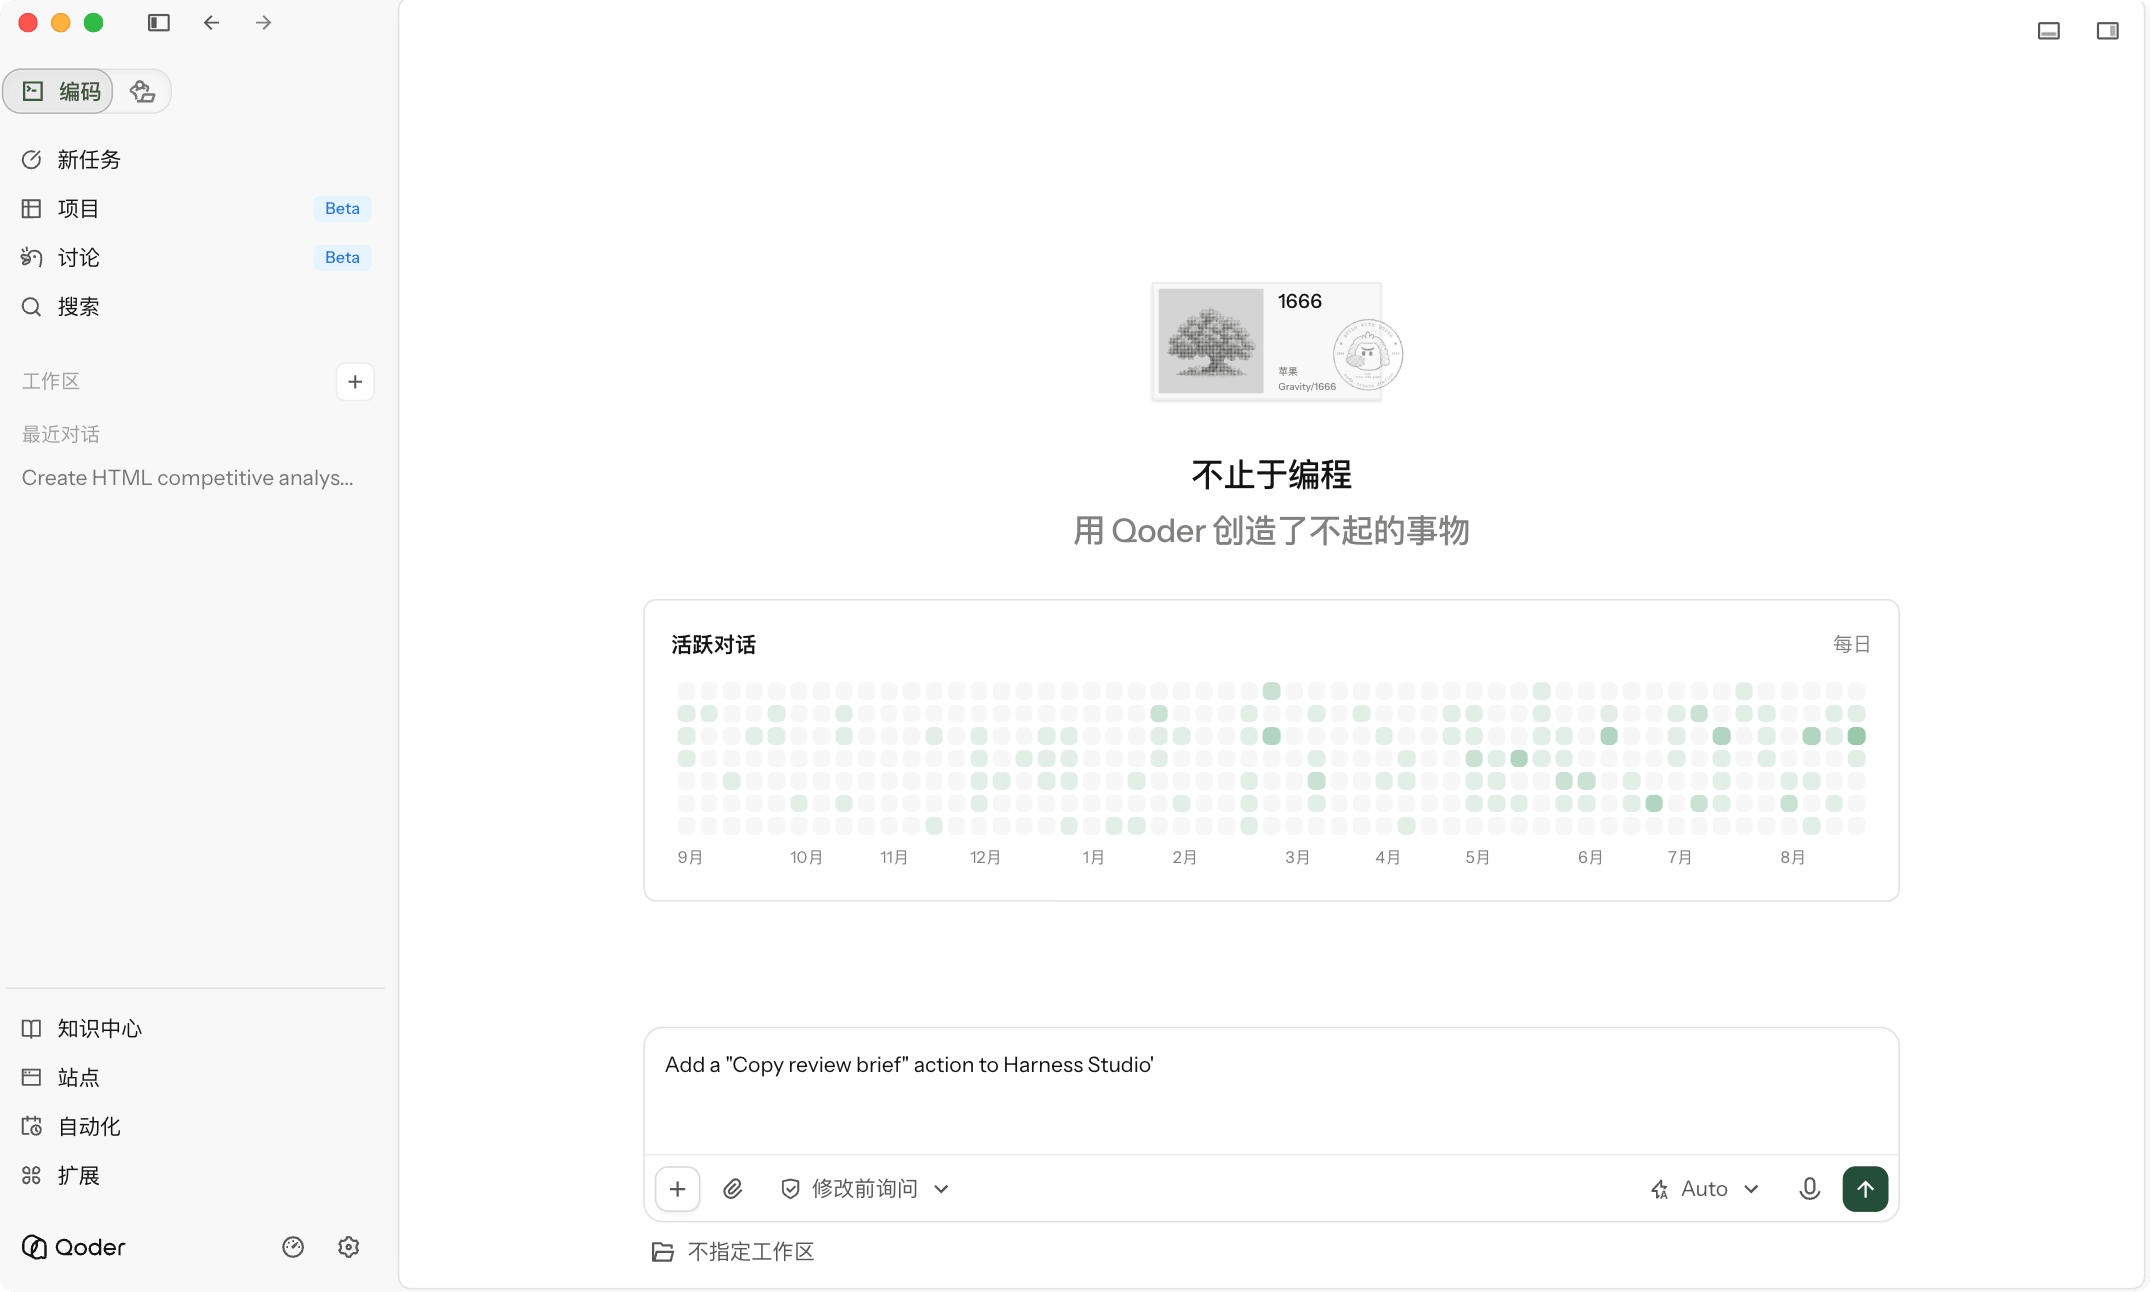 编码
新任务
项目 Beta
讨论 Beta
搜索
工作区
最近对话
Create HTML competitive analys...
知识中心
站点
自动化
扩展
Qoder
1666
苹果
Gravity/1666
不止于编程
用 Qoder 创造了不起的事物
活跃对话 每日
9月 10月 11月 12月 1月 2月 3月 4月 5月 6月 7月 8月
Add a "Copy review brief" action to Harness Studio'
修改前询问 Auto
不指定工作区